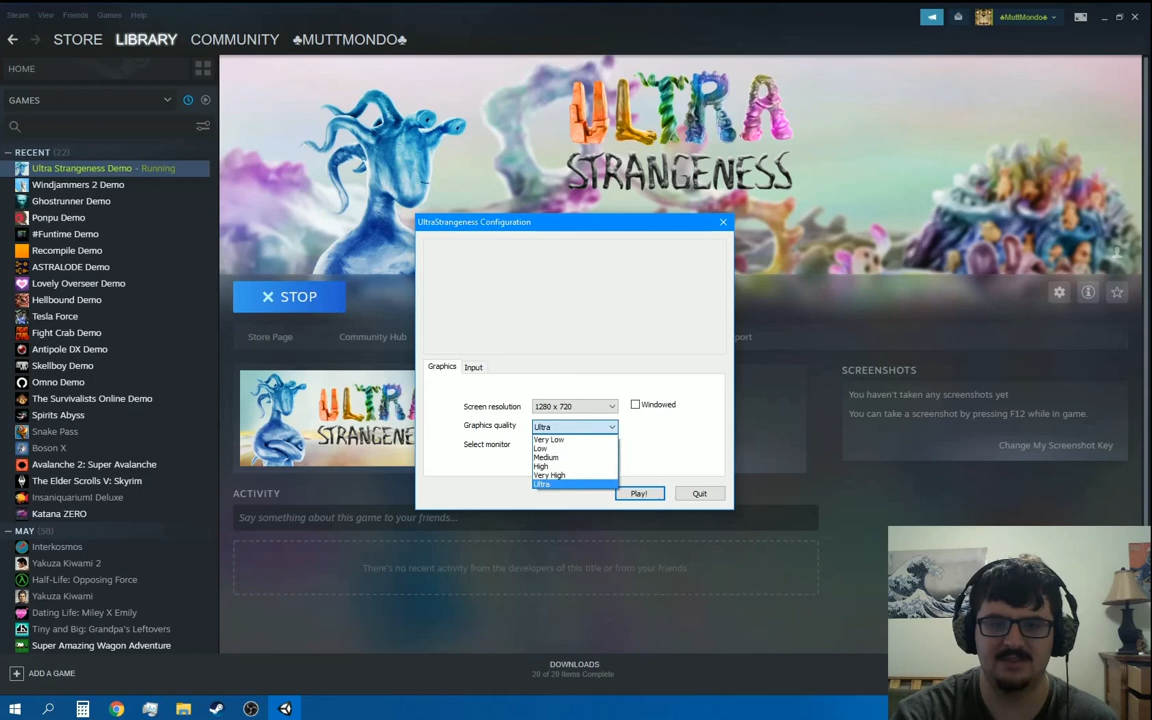 Steam View Friends Games Help
♣MuttMondo♣
STORE LIBRARY COMMUNITY ♣MUTTMONDO♣
HOME
GAMES
RECENT (22)
Ultra Strangeness Demo - Running
Windjammers 2 Demo
Ghostrunner Demo
Ponpu Demo
#Funtime Demo
Recompile Demo
ASTRALODE Demo
Lovely Overseer Demo
Hellbound Demo
Tesla Force
Fight Crab Demo
Antipole DX Demo
Skellboy Demo
Omno Demo
The Survivalists Online Demo
Spirits Abyss
Snake Pass
Boson X
Avalanche 2: Super Avalanche
The Elder Scrolls V: Skyrim
Insaniquarium! Deluxe
Katana ZERO
MAY (58)
Interkosmos
Yakuza Kiwami 2
Half-Life: Opposing Force
Yakuza Kiwami
Dating Life: Miley X Emily
Tiny and Big: Grandpa's Leftovers
Super Amazing Wagon Adventure
ADD A GAME
ULTRA
STRANGENESS
UltraStrangeness Configuration
STOP
Store Page Community Hub port
Graphics Input
Screen resolution 1280 x 720 Windowed
Graphics quality Ultra
Very Low
Low
Medium
High
Very High
Ultra
Select monitor
Play! Quit
ULTR
STRANGENE
SCREENSHOTS
You haven't taken any screenshots yet
You can take a screenshot by pressing F12 while in game.
Change My Screenshot Key
ACTIVITY
Say something about this game to your friends...
There's no recent activity from the developers of this title or from your friends
DOWNLOADS
20 of 20 Items Complete